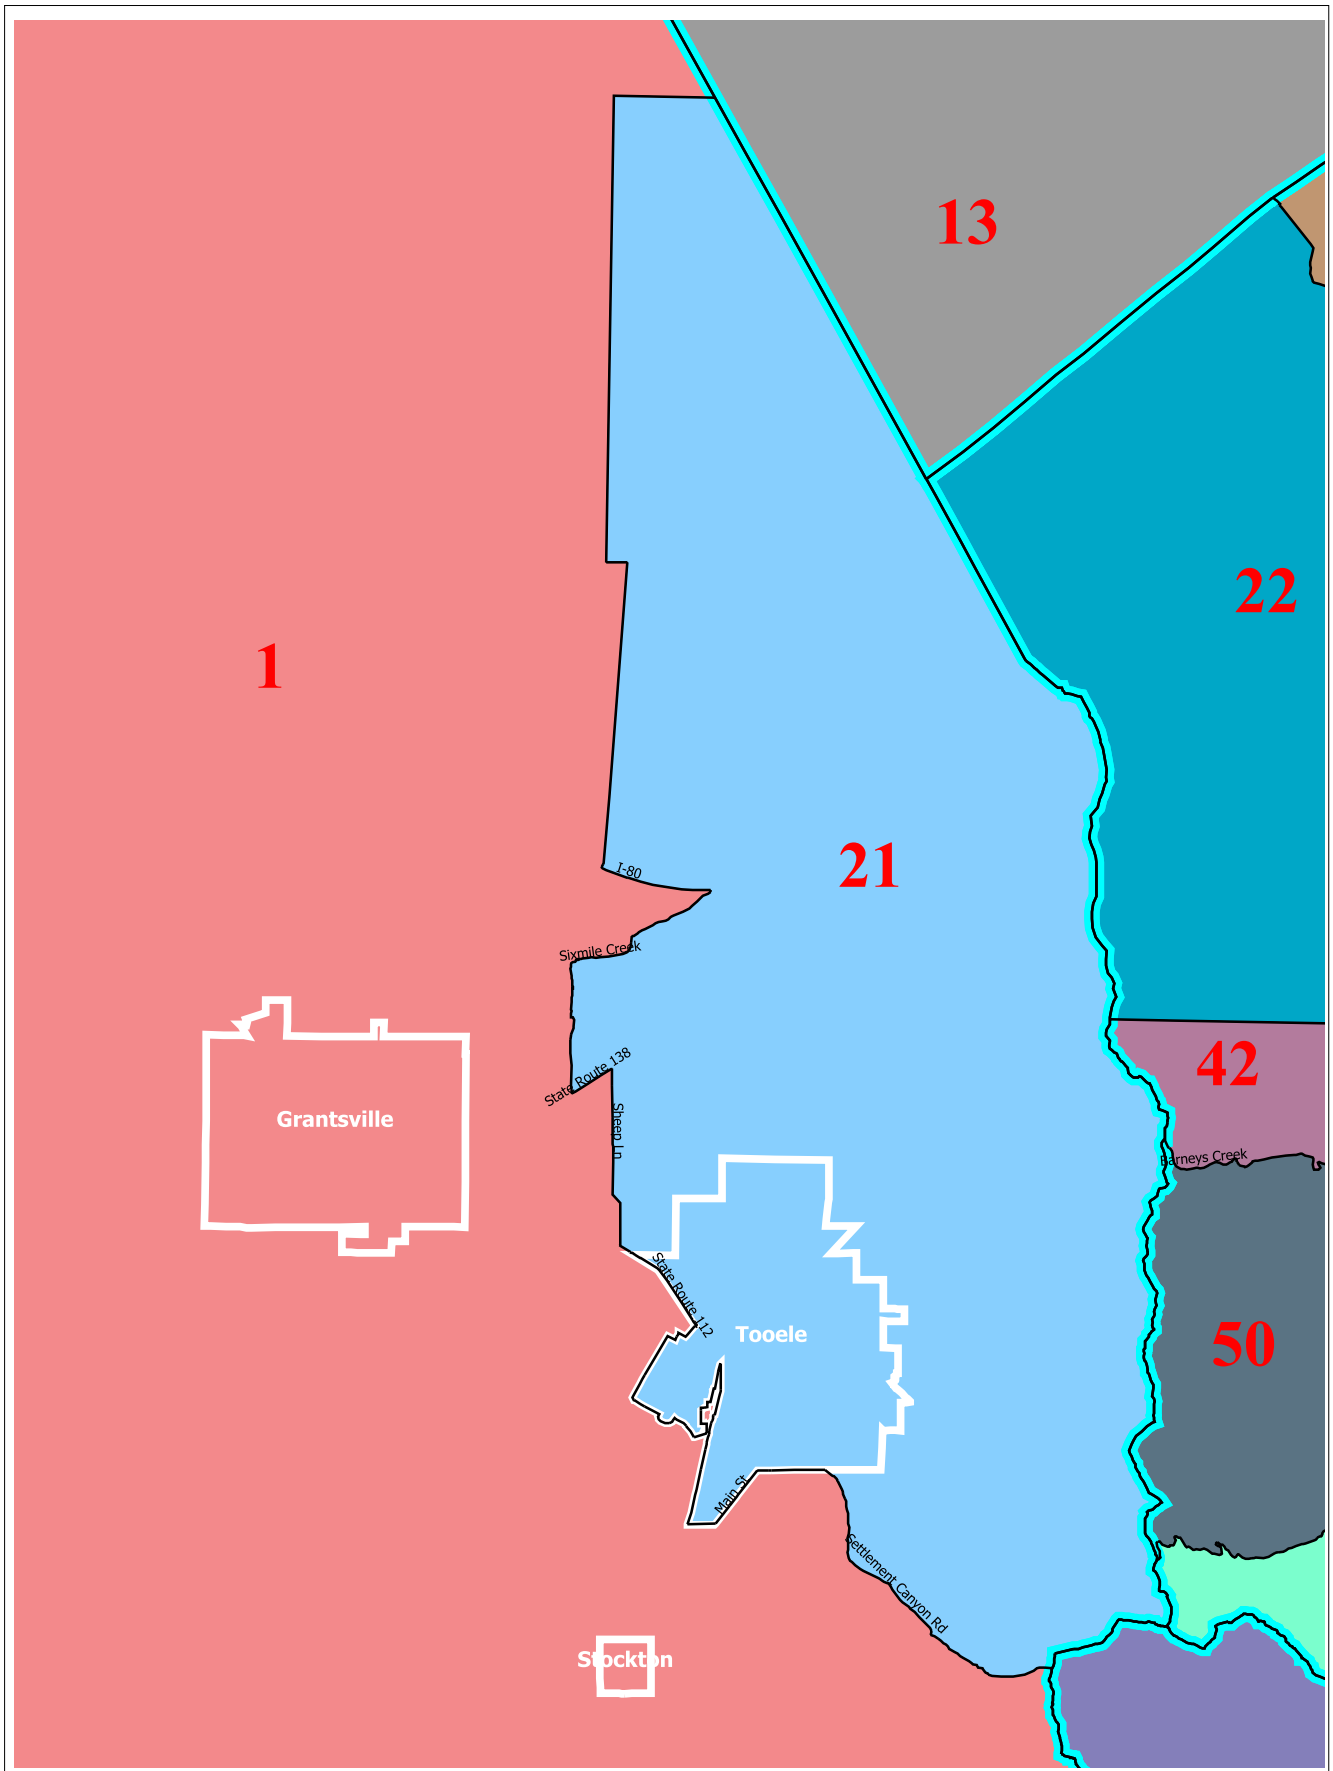 13
22
1
21
I-80
Sixmile Creek
State Route 138
42
Sheep Ln
Grantsville
Barneys Creek
State Route 112
Tooele
50
Main St
Settlement Canyon Rd
Stockton